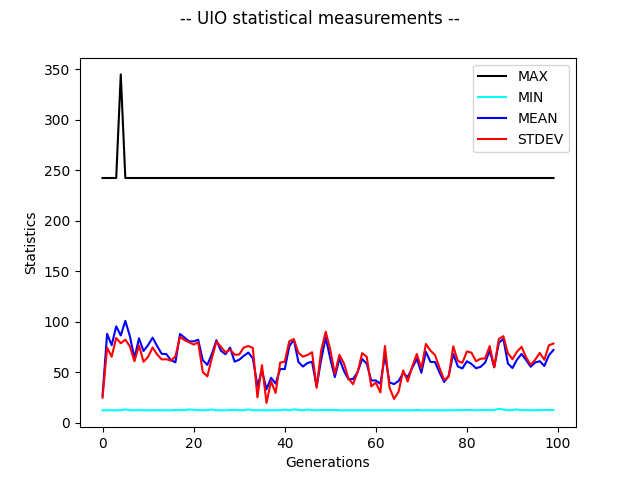 -- UIO statistical measurements --
MAX
MIN
MEAN
STDEV
Statistics
350
300
250
200
150
100
50
0
0 20 40 60 80 100
Generations